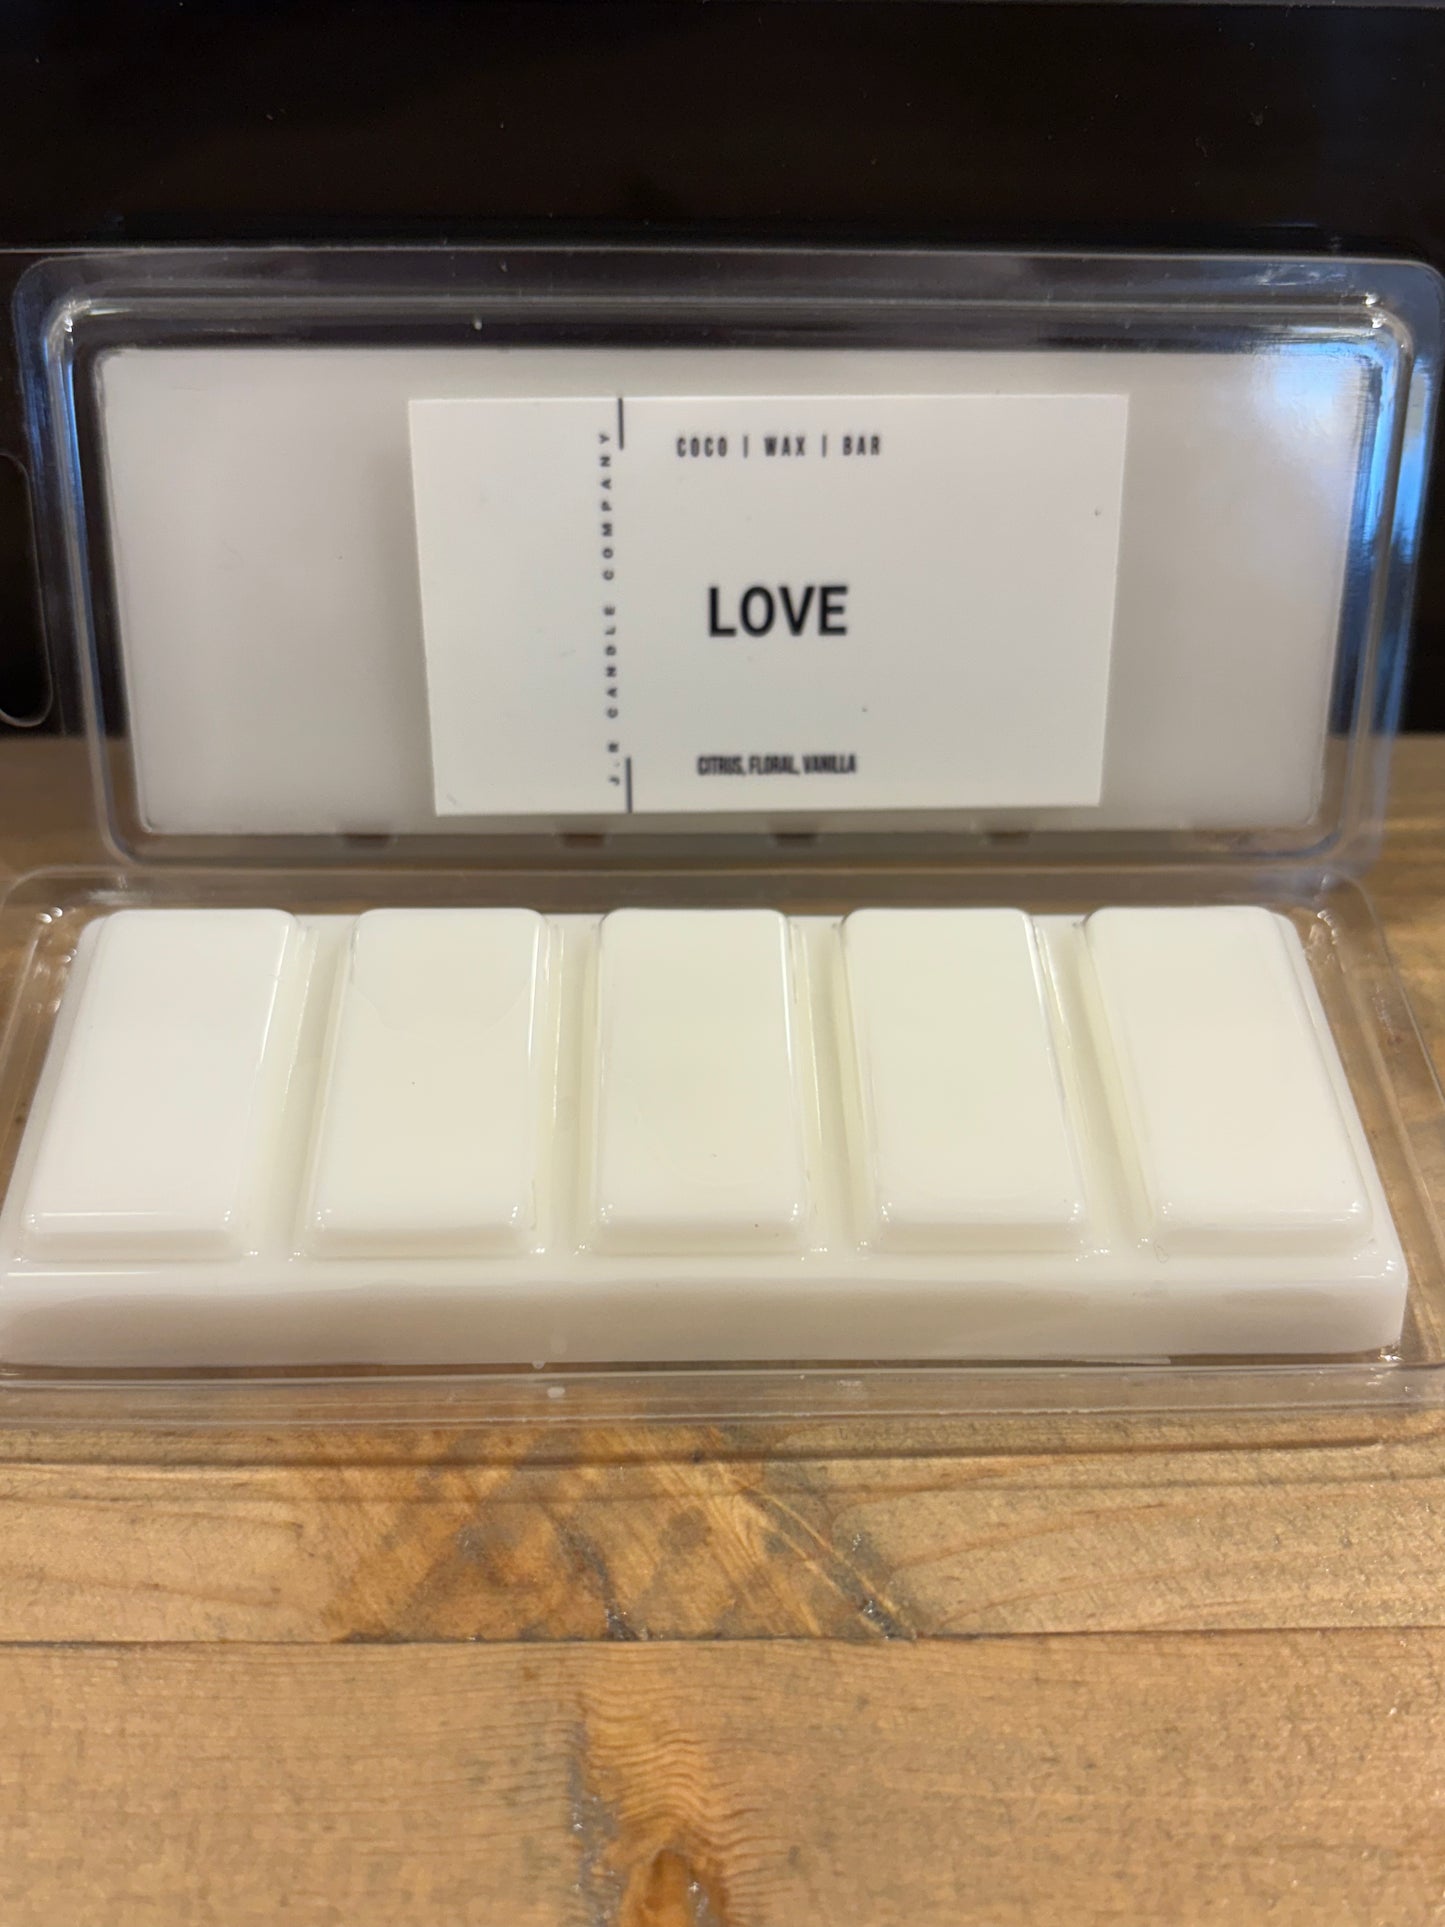 J.R CANDLE COMPANY
COCO | WAX | BAR
LOVE
CITRUS, FLORAL, VANILLA